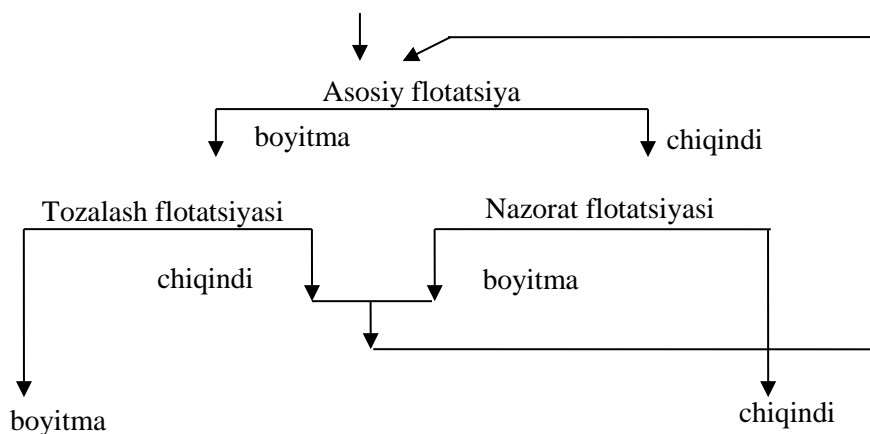 Asosiy flotatsiya
boyitma
chiqindi
Tozalash flotatsiyasi
Nazorat flotatsiyasi
chiqindi
boyitma
boyitma
chiqindi